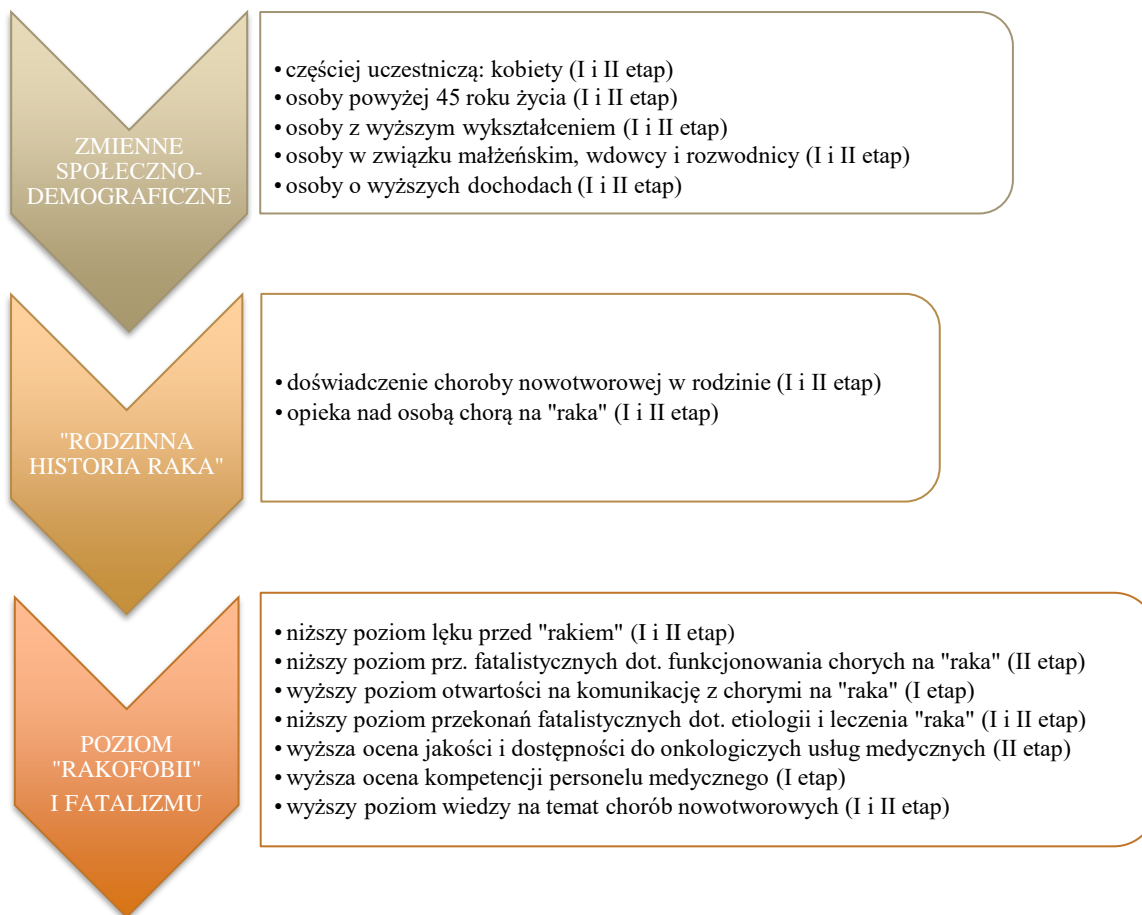 ZMIENNE
SPOŁECZNO-
DEMOGRAFICZNE
• częściej uczestniczą: kobiety (I i II etap)
• osoby powyżej 45 roku życia (I i II etap)
• osoby z wyższym wykształceniem (I i II etap)
• osoby w związku małżeńskim, wdowcy i rozwodnicy (I i II etap)
• osoby o wyższych dochodach (I i II etap)
"RODZINNA
HISTORIA RAKA"
• doświadczenie choroby nowotworowej w rodzinie (I i II etap)
• opieka nad osobą chorą na "raka" (I i II etap)
POZIOM
"RAKOFOBII"
I FATALIZMU
• niższy poziom lęku przed "rakiem" (I i II etap)
• niższy poziom prz. fatalistycznych dot. funkcjonowania chorych na "raka" (II etap)
• wyższy poziom otwartości na komunikację z chorymi na "raka" (I etap)
• niższy poziom przekonań fatalistycznych dot. etiologii i leczenia "raka" (I i II etap)
• wyższa ocena jakości i dostępności do onkologiczych usług medycznych (II etap)
• wyższa ocena kompetencji personelu medycznego (I etap)
• wyższy poziom wiedzy na temat chorób nowotworowych (I i II etap)